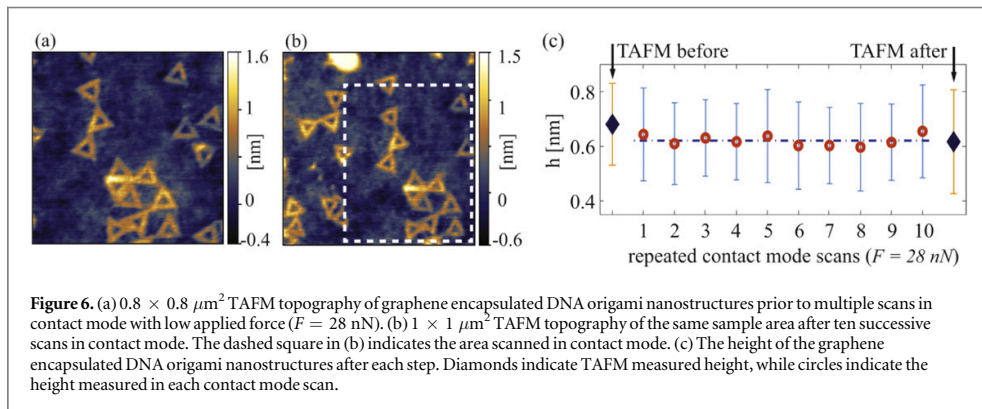 (a)
1.6
1
[nm]
-0.4
(b)
1.5
1
[nm]
-0.6
(c)
TAFM before
TAFM after
h [nm]
0.8
0.6
0.4
1 2 3 4 5 6 7 8 9 10
repeated contact mode scans (F = 28 nN)
Figure 6. (a) 0.8 × 0.8 μm² TAFM topography of graphene encapsulated DNA origami nanostructures prior to multiple scans in
contact mode with low applied force (F = 28 nN). (b) 1 × 1 μm² TAFM topography of the same sample area after ten successive
scans in contact mode. The dashed square in (b) indicates the area scanned in contact mode. (c) The height of the graphene
encapsulated DNA origami nanostructures after each step. Diamonds indicate TAFM measured height, while circles indicate the
height measured in each contact mode scan.